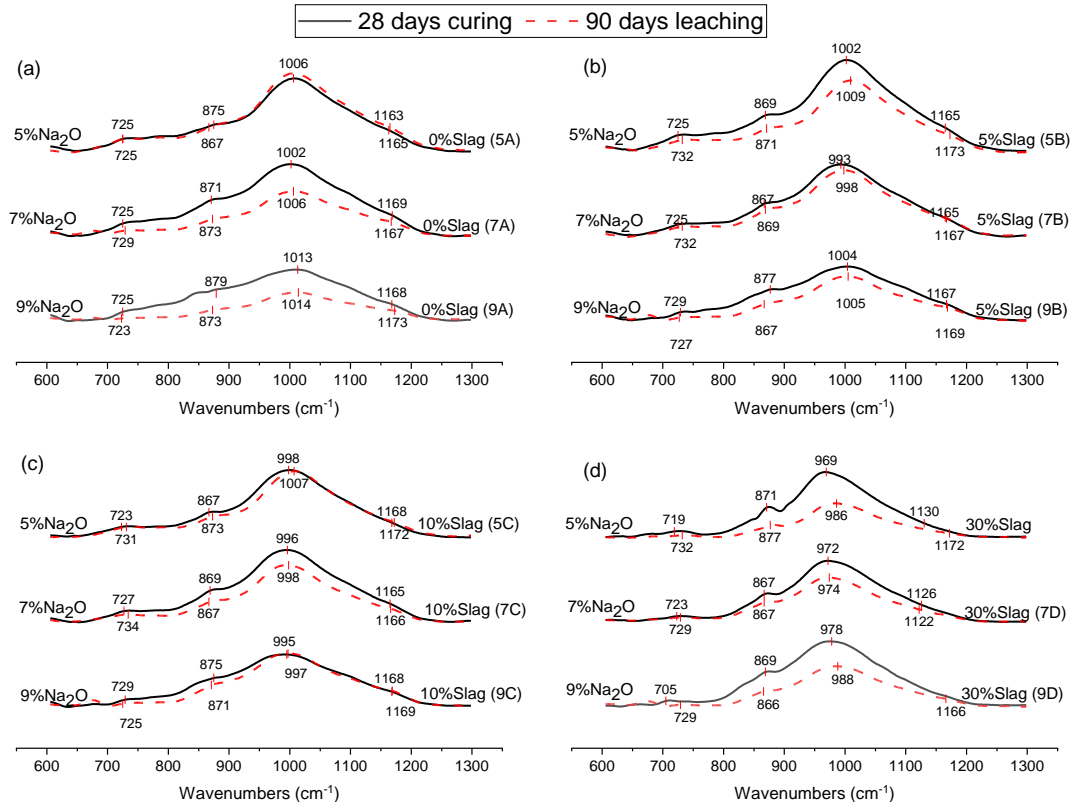 28 days curing 90 days leaching
(a)
1006
875
725
1163
5%Na₂O
867
725
1165
0%Slag (5A)
1002
871
725
1169
7%Na₂O
1006
729
873
1167
0%Slag (7A)
1013
879
725
1168
9%Na₂O
1014
723
873
1173
0%Slag (9A)
600 700 800 900 1000 1100 1200 1300
Wavenumbers (cm⁻¹)
(b)
1002
869
725
1165
5%Na₂O
1009
732
871
1173
5%Slag (5B)
993
867
725
1165
7%Na₂O
998
732
869
1167
5%Slag (7B)
1004
877
729
1167
9%Na₂O
1005
727
867
1169
5%Slag (9B)
600 700 800 900 1000 1100 1200 1300
Wavenumbers (cm⁻¹)
(c)
998
1007
867
723
1168
5%Na₂O
731
873
1172
10%Slag (5C)
996
869
727
1165
7%Na₂O
998
734
867
1166
10%Slag (7C)
995
875
729
1168
9%Na₂O
997
725
871
1169
10%Slag (9C)
600 700 800 900 1000 1100 1200 1300
Wavenumbers (cm⁻¹)
(d)
969
871
719
1130
5%Na₂O
986
732
877
1172
30%Slag
972
867
723
1126
7%Na₂O
974
729
867
1122
30%Slag (7D)
978
869
705
9%Na₂O
988
729
866
1166
30%Slag (9D)
600 700 800 900 1000 1100 1200 1300
Wavenumbers (cm⁻¹)